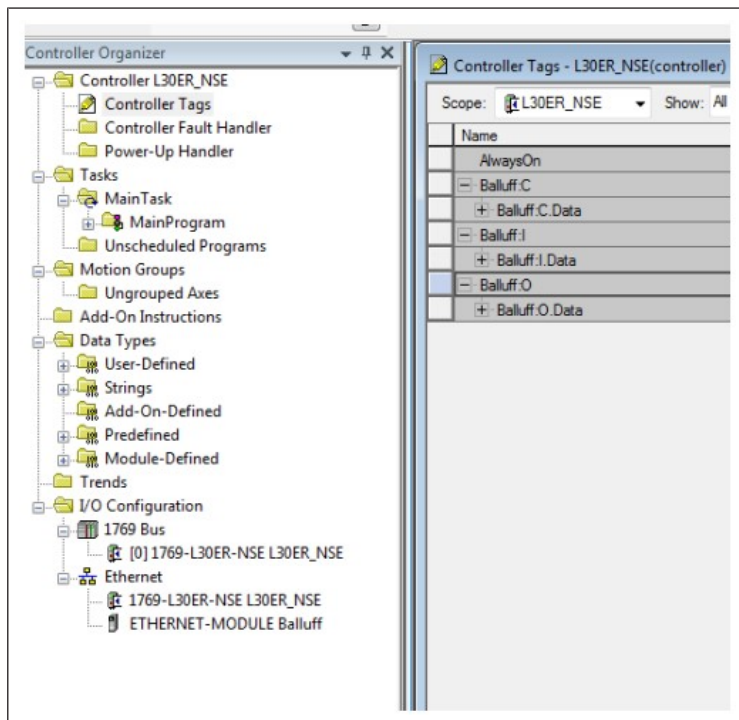 Controller Organizer
Controller L30ER_NSE
Controller Tags
Controller Fault Handler
Power-Up Handler
Tasks
MainTask
MainProgram
Unscheduled Programs
Motion Groups
Ungrouped Axes
Add-On Instructions
Data Types
User-Defined
Strings
Add-On-Defined
Predefined
Module-Defined
Trends
I/O Configuration
1769 Bus
[0] 1769-L30ER-NSE L30ER_NSE
Ethernet
1769-L30ER-NSE L30ER_NSE
ETHERNET-MODULE Balluff
Controller Tags - L30ER_NSE(controller)
Scope: L30ER_NSE Show: All
Name
AlwaysOn
Balluff:C
Balluff:C.Data
Balluff:I
Balluff:I.Data
Balluff:O
Balluff:O.Data